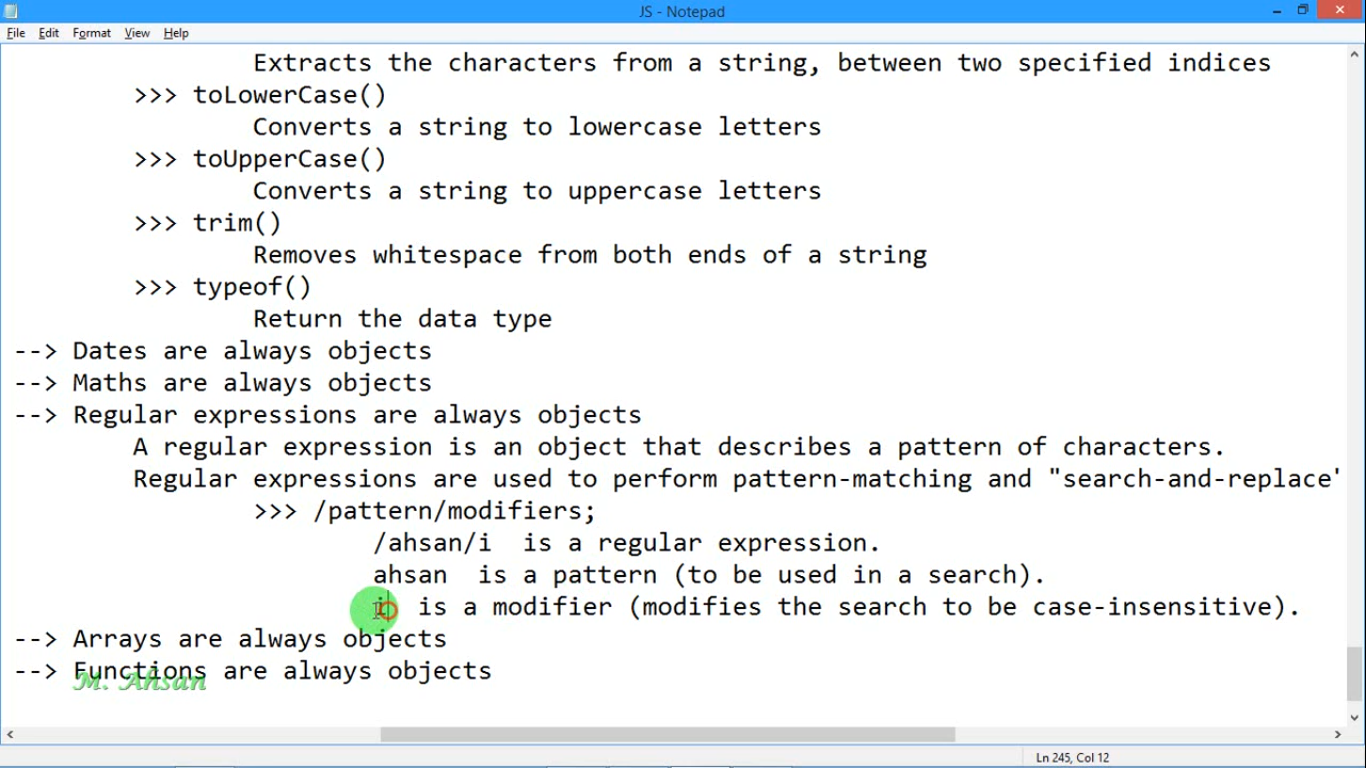 JS - Notepad
File Edit Format View Help
Extracts the characters from a string, between two specified indices
>>> toLowerCase()
Converts a string to lowercase letters
>>> toUpperCase()
Converts a string to uppercase letters
>>> trim()
Removes whitespace from both ends of a string
>>> typeof()
Return the data type
--> Dates are always objects
--> Maths are always objects
--> Regular expressions are always objects
A regular expression is an object that describes a pattern of characters.
Regular expressions are used to perform pattern-matching and "search-and-replace'
>>> /pattern/modifiers;
/ahsan/i is a regular expression.
ahsan is a pattern (to be used in a search).
i is a modifier (modifies the search to be case-insensitive).
--> Arrays are always objects
--> Functions are always objects
M. Ahsan
Ln 245, Col 12